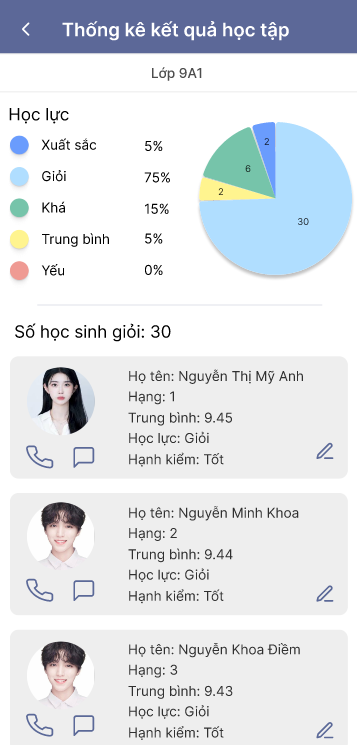 Thống kê kết quả học tập
Lớp 9A1
Học lực
Xuất sắc 5%
Giỏi 75%
Khá 15%
Trung bình 5%
Yếu 0%
2
6
2
30
Số học sinh giỏi: 30
Họ tên: Nguyễn Thị Mỹ Anh
Hạng: 1
Trung bình: 9.45
Học lực: Giỏi
Hạnh kiểm: Tốt
Họ tên: Nguyễn Minh Khoa
Hạng: 2
Trung bình: 9.44
Học lực: Giỏi
Hạnh kiểm: Tốt
Họ tên: Nguyễn Khoa Điềm
Hạng: 3
Trung bình: 9.43
Học lực: Giỏi
Hạnh kiểm: Tốt